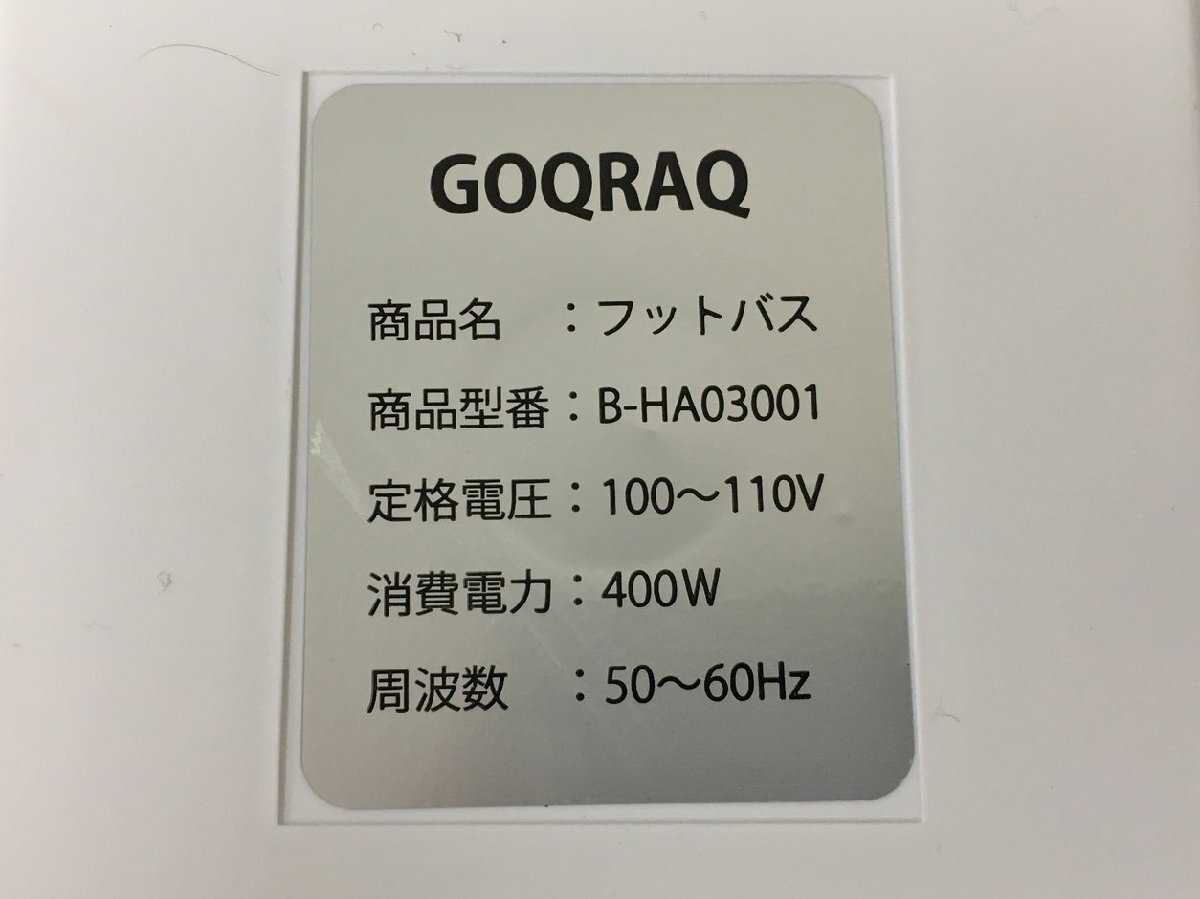 GOQRAQ
商品名　：フットバス
商品型番：B-HA03001
定格電圧：100～110V
消費電力：400W
周波数　：50～60Hz